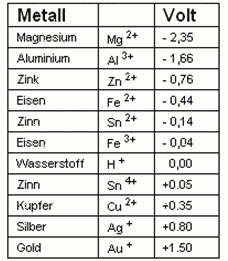 Metall Volt
Magnesium Mg 2+ - 2,35
Aluminium Al 3+ - 1,66
Zink Zn 2+ - 0,76
Eisen Fe 2+ - 0,44
Zinn Sn 2+ - 0,14
Eisen Fe 3+ - 0,04
Wasserstoff H + 0,00
Zinn Sn 4+ +0.05
Kupfer Cu 2+ +0.35
Silber Ag + +0.80
Gold Au + +1.50